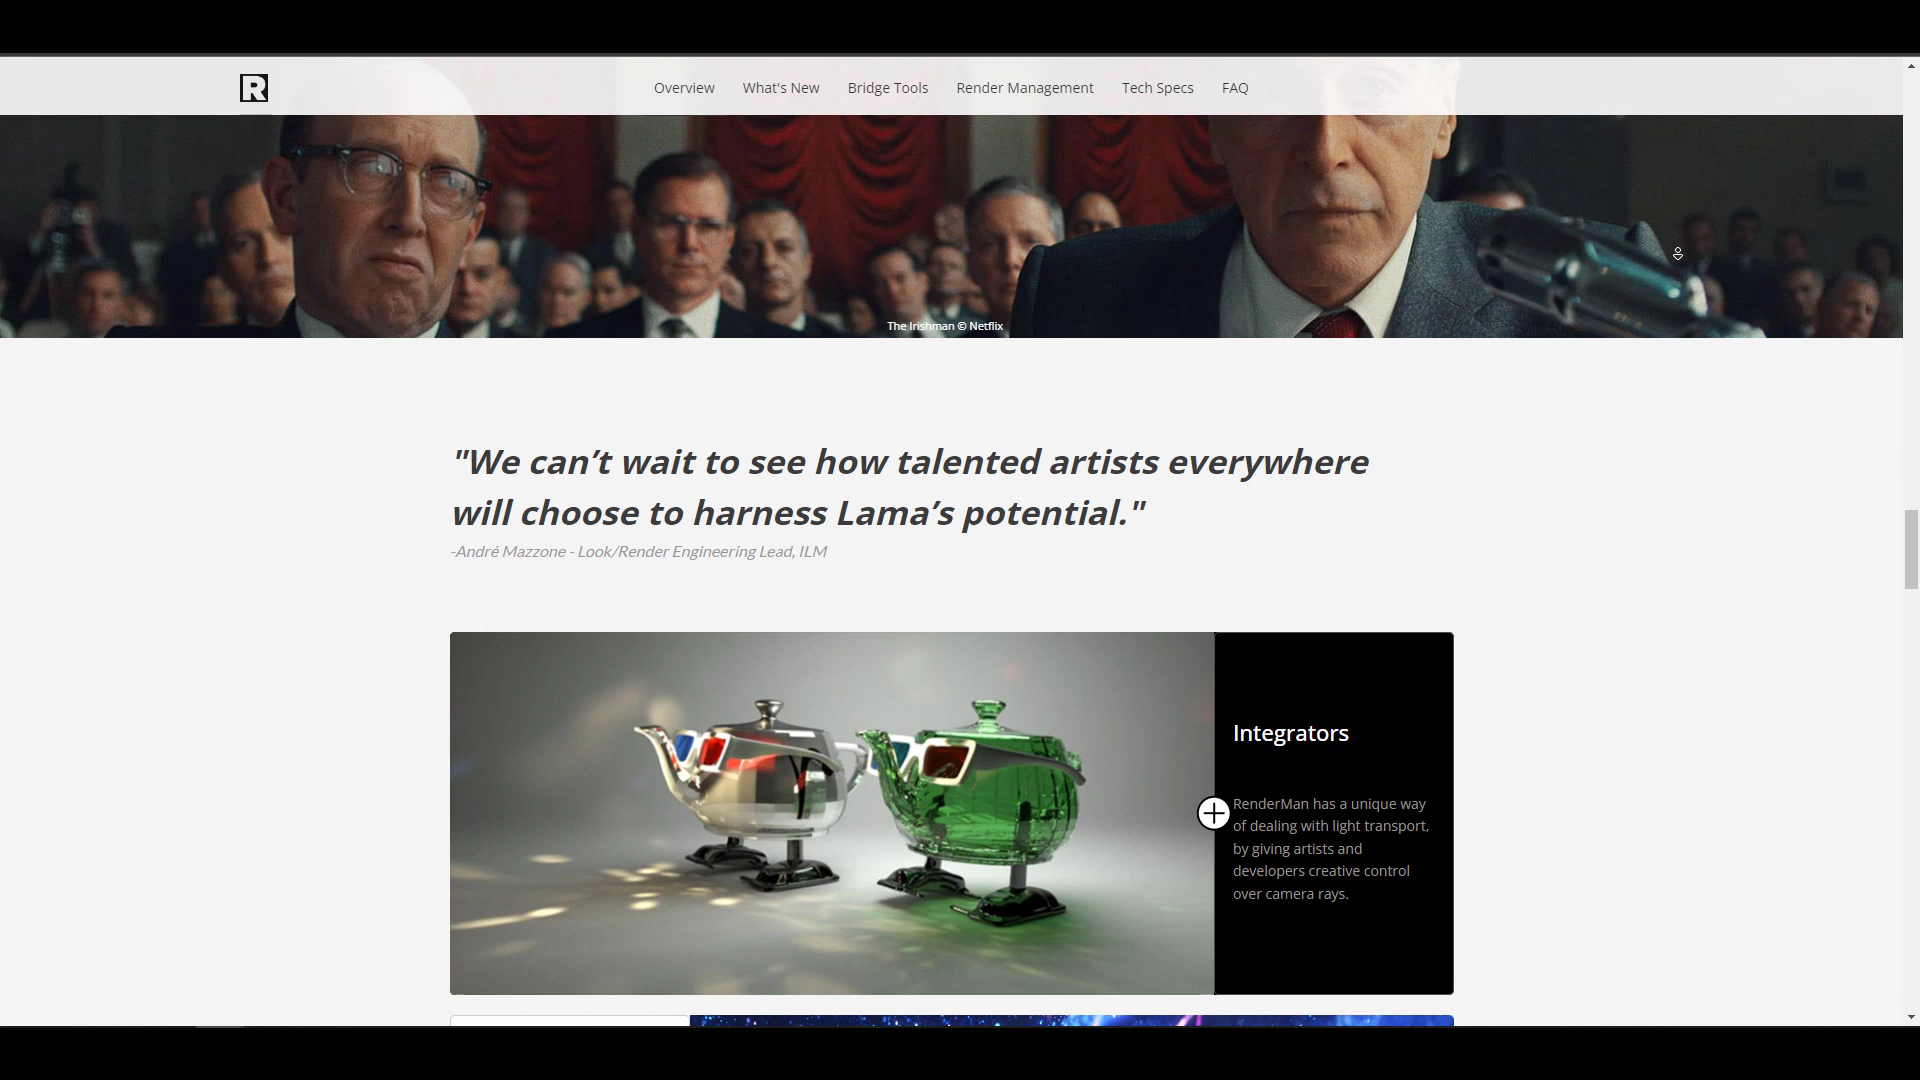 R
Overview What's New Bridge Tools Render Management Tech Specs FAQ
The Irishman © Netflix
"We can’t wait to see how talented artists everywhere
will choose to harness Lama’s potential."
-André Mazzone - Look/Render Engineering Lead, ILM
Integrators
RenderMan has a unique way
of dealing with light transport,
by giving artists and
developers creative control
over camera rays.